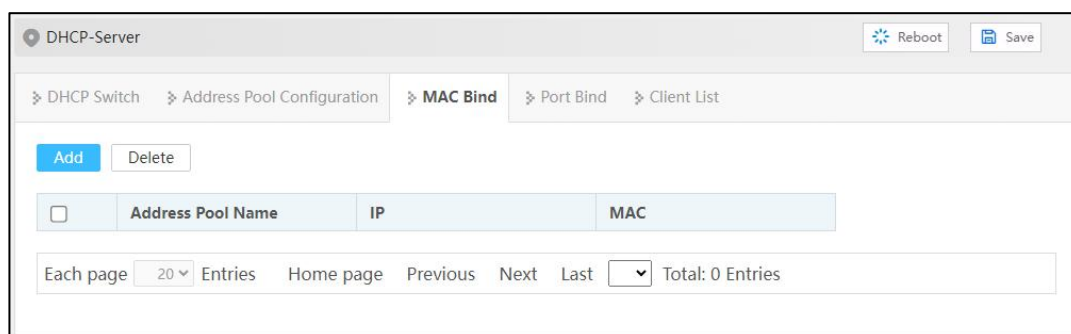 DHCP-Server Reboot Save
DHCP Switch Address Pool Configuration MAC Bind Port Bind Client List
Add Delete
Address Pool Name IP MAC
Each page 20 Entries Home page Previous Next Last Total: 0 Entries